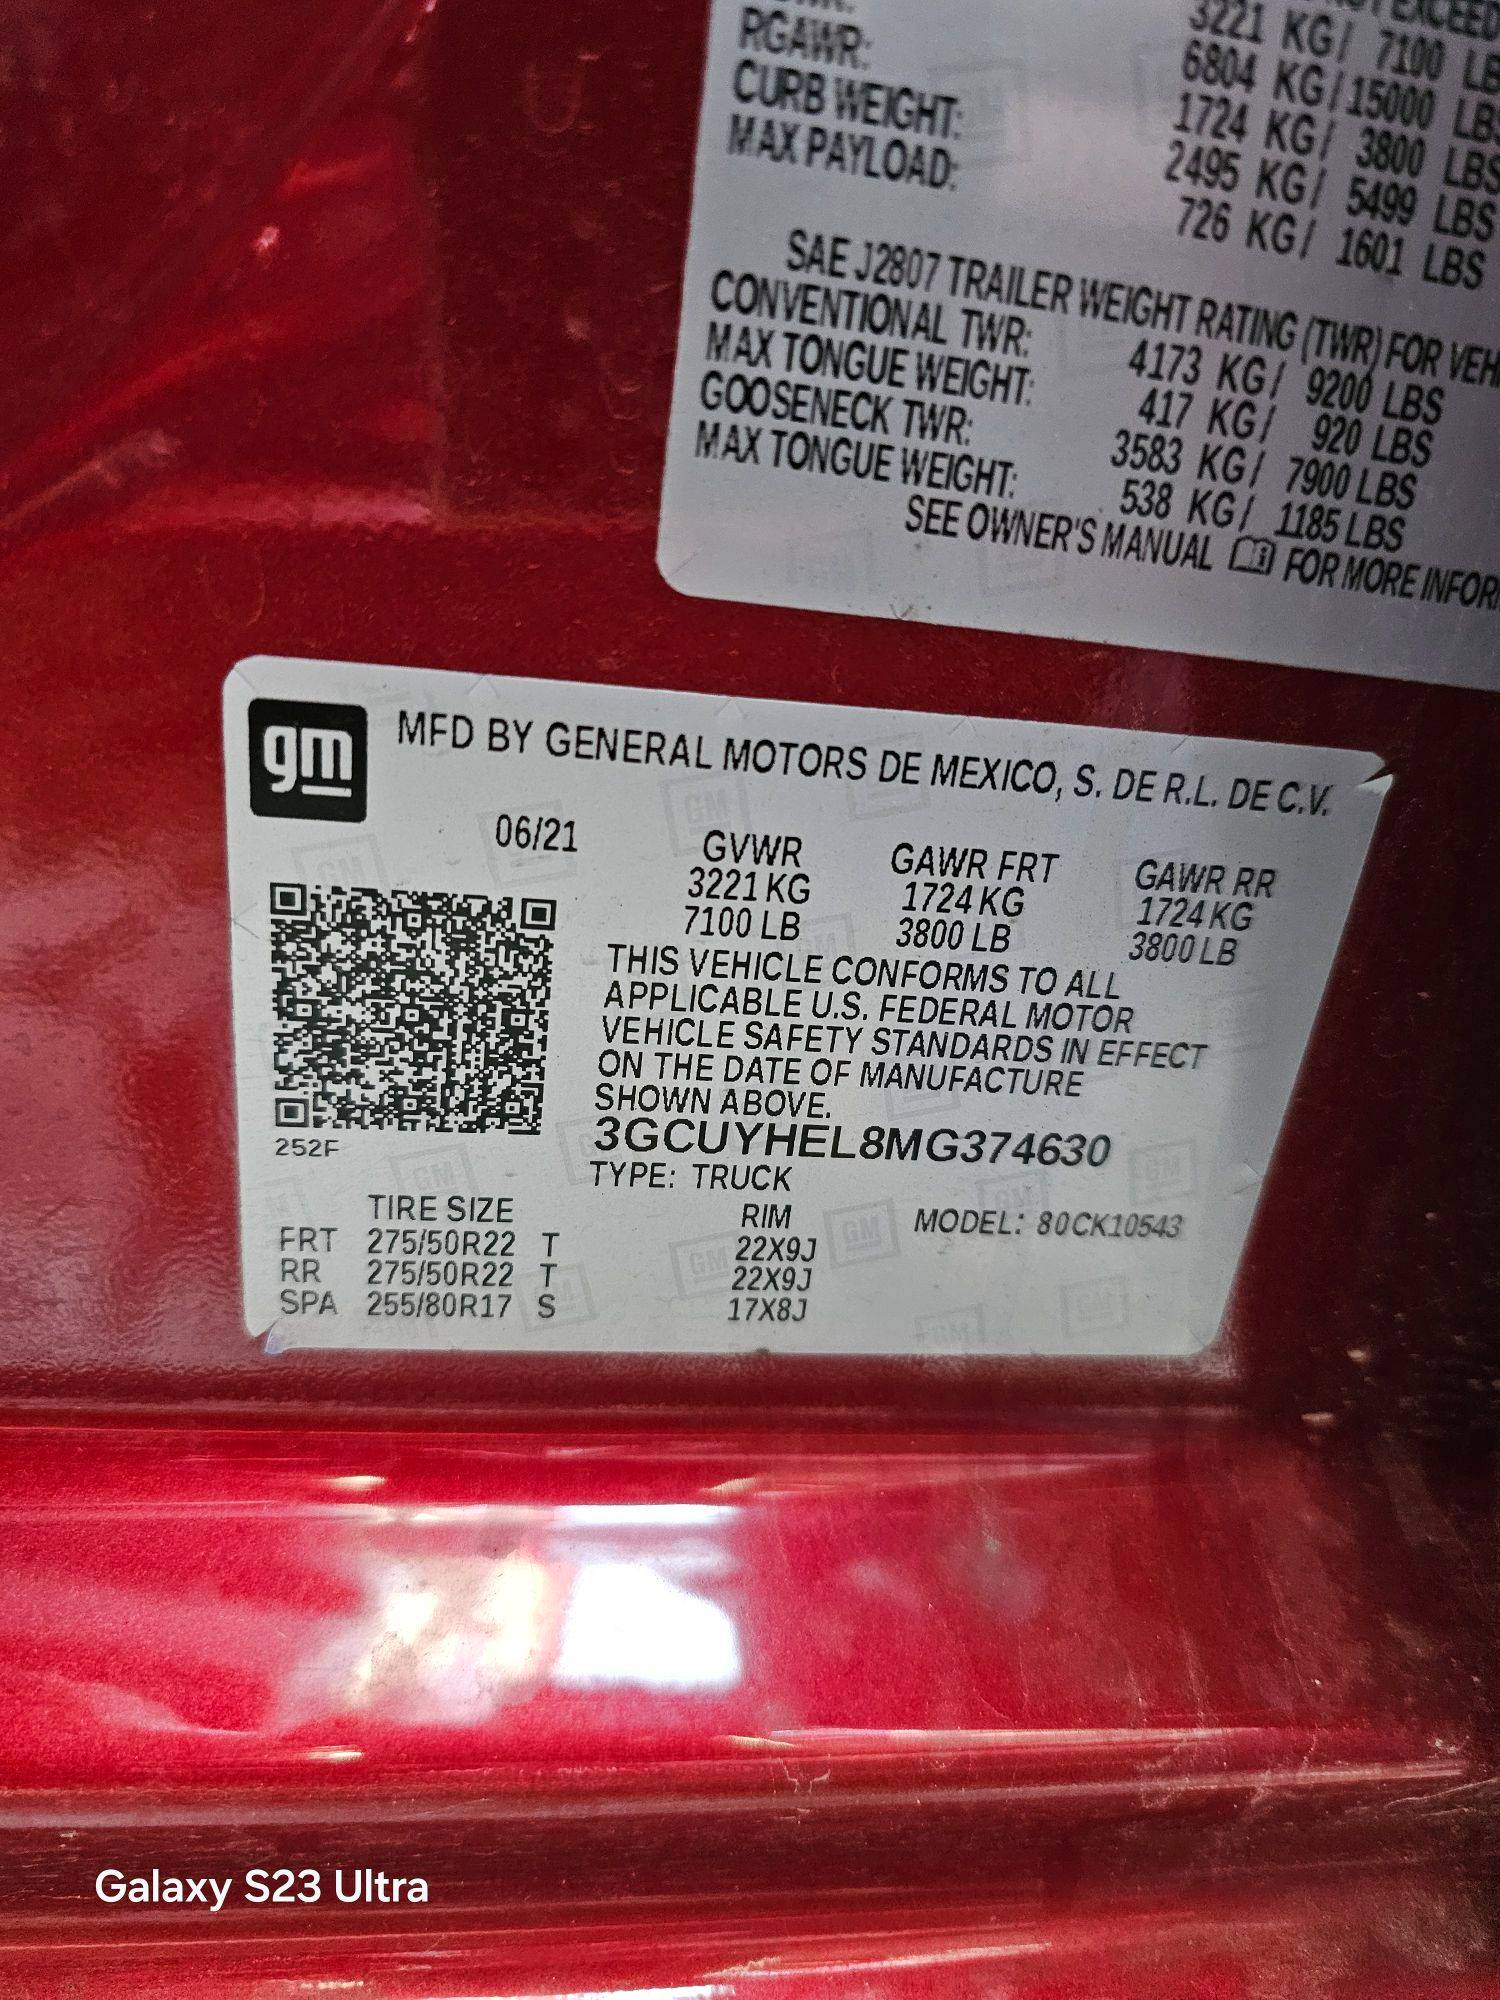 NOT EXCEED
3221 KG/ 7100 LB
RGAWR: 6804 KG/15000 LBS
CURB WEIGHT: 1724 KG/ 3800 LBS
MAX PAYLOAD: 2495 KG/ 5499 LBS
726 KG/ 1601 LBS
SAE J2807 TRAILER WEIGHT RATING (TWR) FOR VEH
CONVENTIONAL TWR: 4173 KG/ 9200 LBS
MAX TONGUE WEIGHT: 417 KG/ 920 LBS
GOOSENECK TWR: 3583 KG/ 7900 LBS
MAX TONGUE WEIGHT: 538 KG/ 1185 LBS
SEE OWNER'S MANUAL FOR MORE INFOR
gm
MFD BY GENERAL MOTORS DE MEXICO, S. DE R.L. DE C.V.
06/21 GVWR GAWR FRT GAWR RR
3221 KG 1724 KG 1724 KG
7100 LB 3800 LB 3800 LB
THIS VEHICLE CONFORMS TO ALL
APPLICABLE U.S. FEDERAL MOTOR
VEHICLE SAFETY STANDARDS IN EFFECT
ON THE DATE OF MANUFACTURE
SHOWN ABOVE.
252F 3GCUYHEL8MG374630
TYPE: TRUCK
TIRE SIZE RIM MODEL: 80CK10543
FRT 275/50R22 T 22X9J
RR 275/50R22 T 22X9J
SPA 255/80R17 S 17X8J
Galaxy S23 Ultra